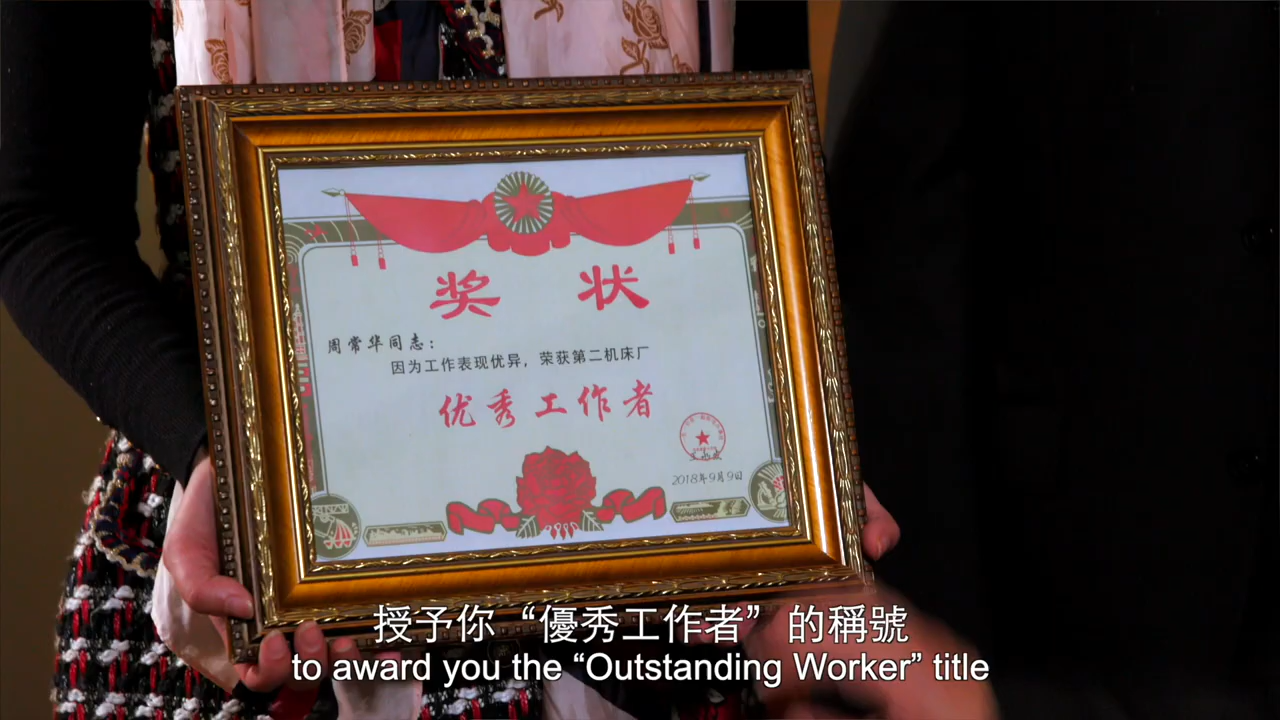 奖 状
周常华同志：
因为工作表现优异，荣获第二机床厂
优秀工作者
2018年9月9日
授予你“優秀工作者”的稱號
to award you the “Outstanding Worker” title